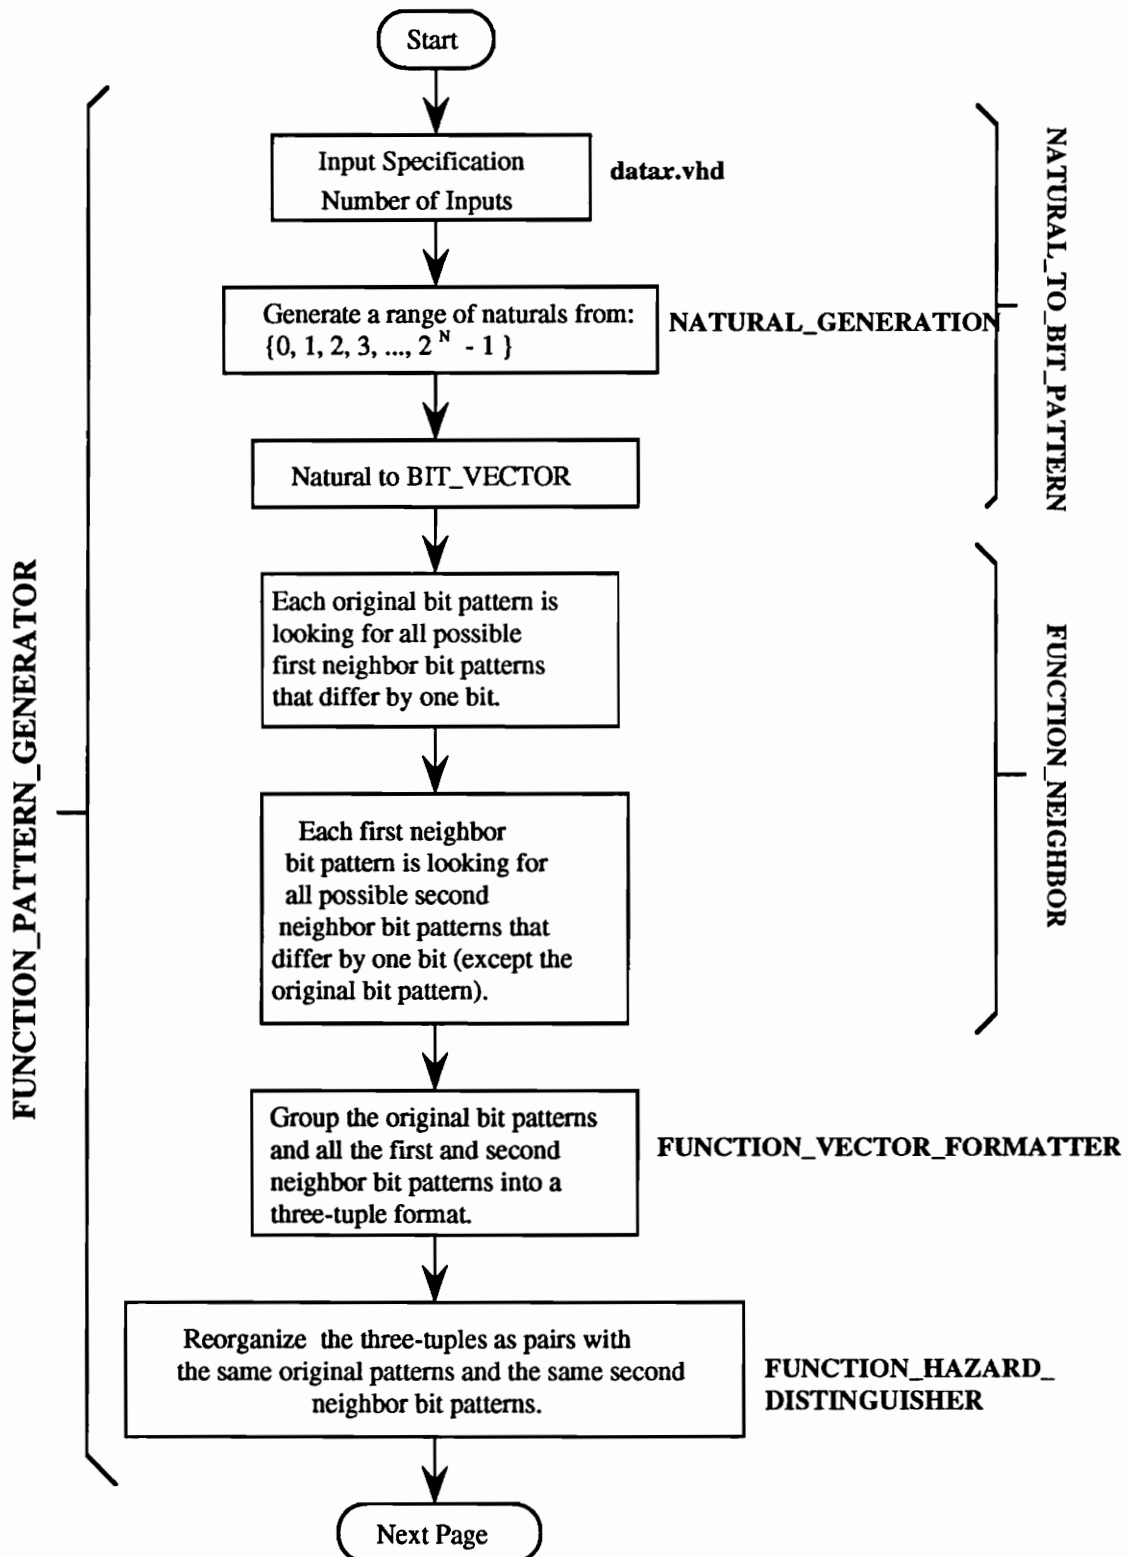 Start
Input Specification
Number of Inputs
datax.vhd
Generate a range of naturals from:
{0, 1, 2, 3, ..., 2 N - 1 }
NATURAL_GENERATION
Natural to BIT_VECTOR
NATURAL_TO_BIT_PATTERN
Each original bit pattern is
looking for all possible
first neighbor bit patterns
that differ by one bit.
Each first neighbor
bit pattern is looking for
all possible second
neighbor bit patterns that
differ by one bit (except the
original bit pattern).
FUNCTION_NEIGHBOR
Group the original bit patterns
and all the first and second
neighbor bit patterns into a
three-tuple format.
FUNCTION_VECTOR_FORMATTER
Reorganize the three-tuples as pairs with
the same original patterns and the same second
neighbor bit patterns.
FUNCTION_HAZARD_
DISTINGUISHER
FUNCTION_PATTERN_GENERATOR
Next Page